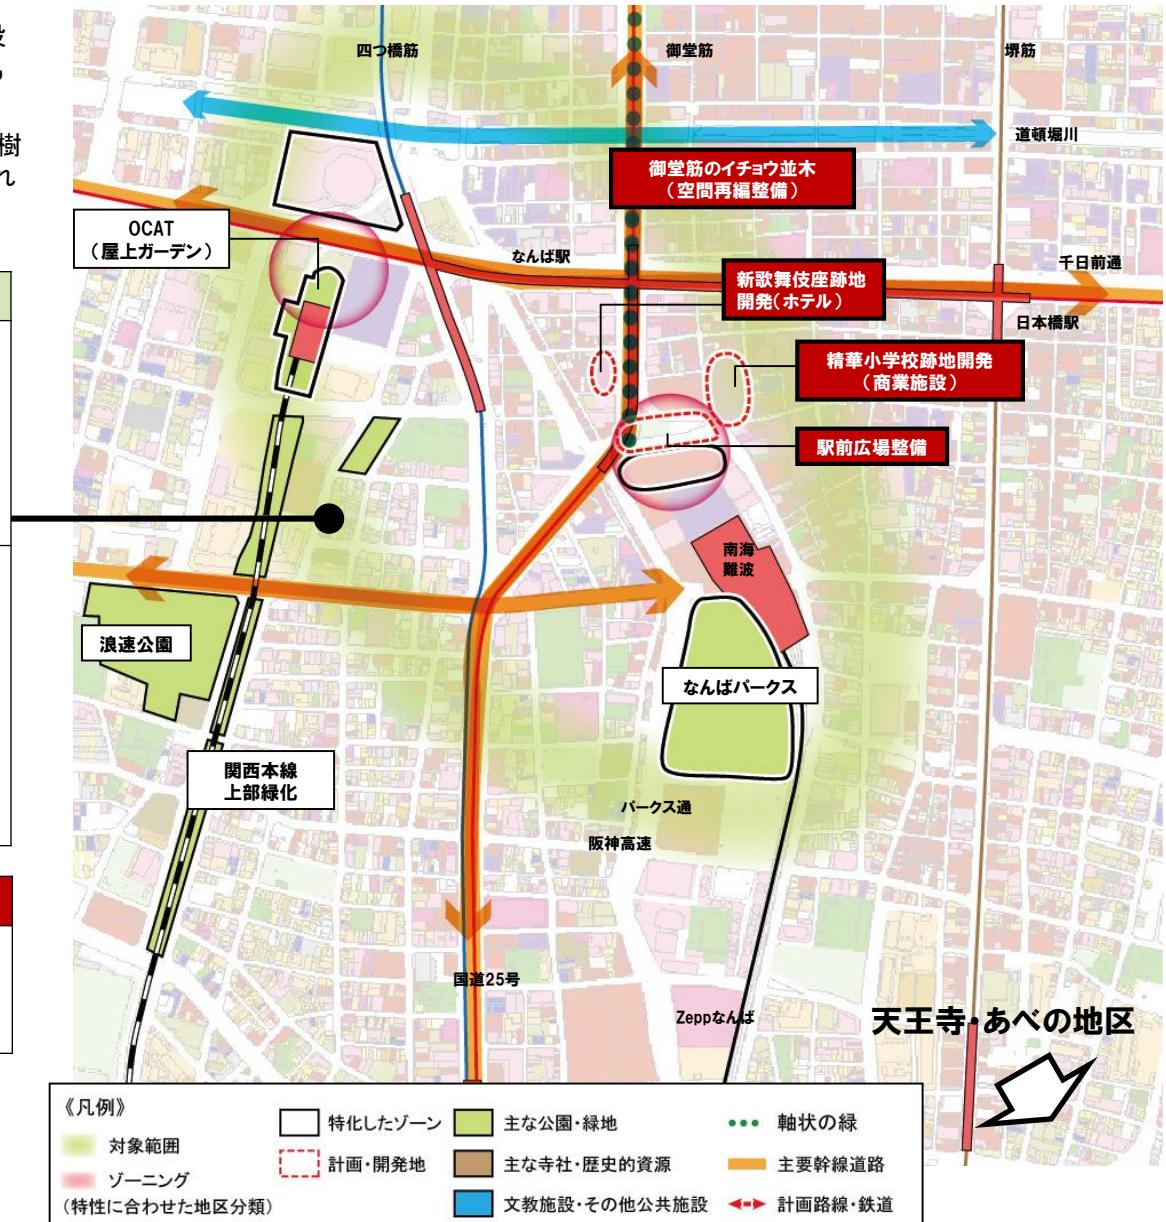 樹
れ
四つ橋筋
御堂筋
堺筋
道頓堀川
御堂筋のイチョウ並木
（空間再編整備）
OCAT
（屋上ガーデン）
なんば駅
千日前通
新歌舞伎座跡地
開発（ホテル）
日本橋駅
精華小学校跡地開発
（商業施設）
駅前広場整備
南海
難波
浪速公園
なんばパークス
関西本線
上部緑化
パークス通
阪神高速
国道25号
Zeppなんば
天王寺・あべの地区
《凡例》
対象範囲
ゾーニング
（特性に合わせた地区分類）
特化したゾーン
計画・開発地
主な公園・緑地
主な寺社・歴史的資源
文教施設・その他公共施設
軸状の緑
主要幹線道路
計画路線・鉄道